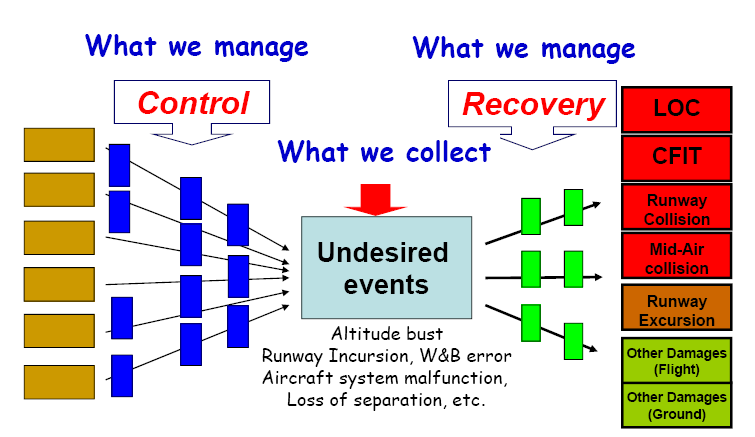 What we manage
What we manage
Control
Recovery
What we collect
Undesired
events
Altitude bust
Runway Incursion, W&B error
Aircraft system malfunction,
Loss of separation, etc.
LOC
CFIT
Runway
Collision
Mid-Air
collision
Runway
Excursion
Other Damages
(Flight)
Other Damages
(Ground)